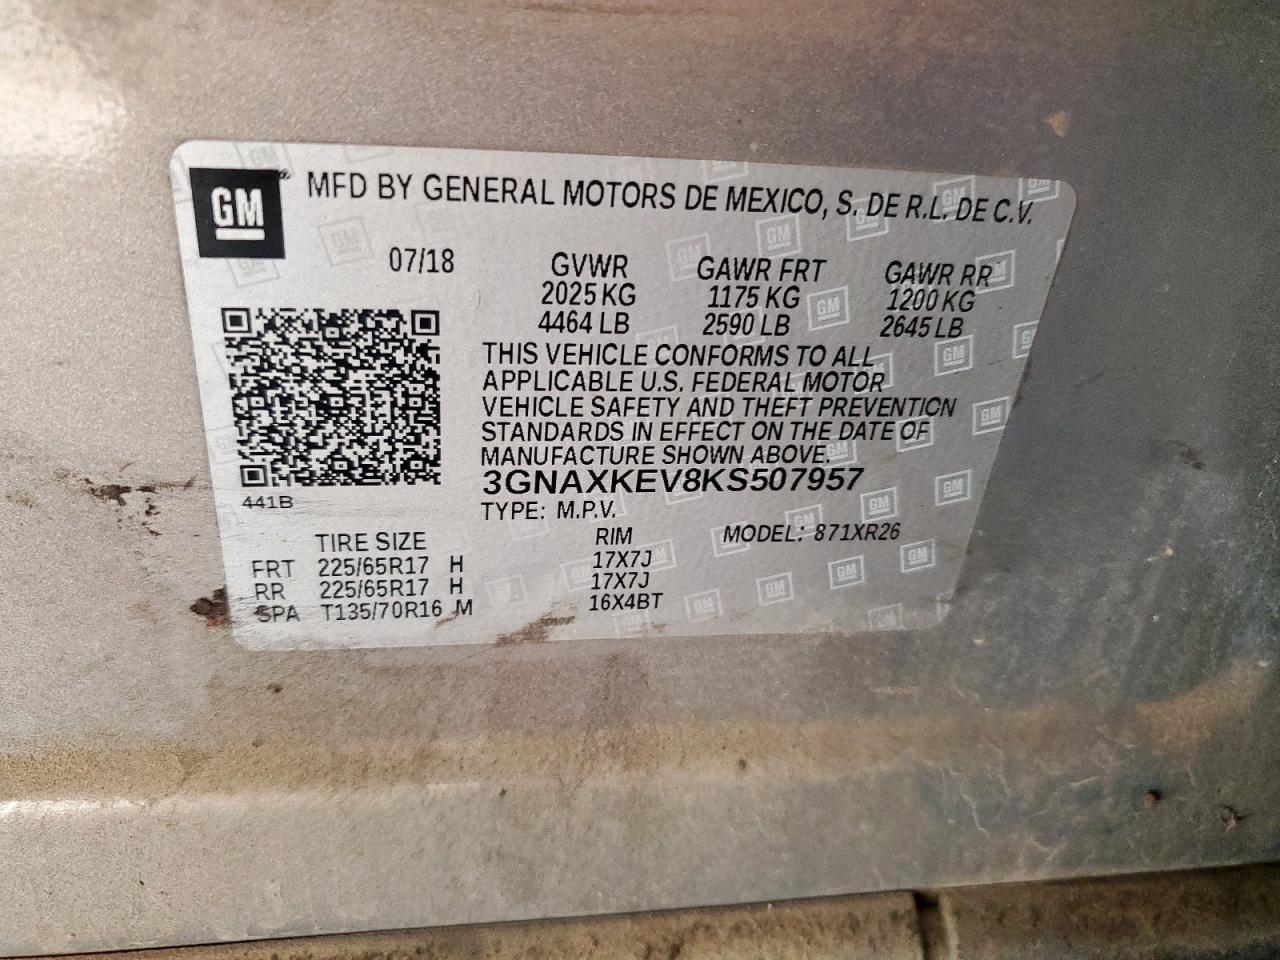 GM ® MFD BY GENERAL MOTORS DE MEXICO, S. DE R.L. DE C.V.
07/18 GVWR GAWR FRT GAWR RR
2025 KG 1175 KG 1200 KG
4464 LB 2590 LB 2645 LB
THIS VEHICLE CONFORMS TO ALL
APPLICABLE U.S. FEDERAL MOTOR
VEHICLE SAFETY AND THEFT PREVENTION
STANDARDS IN EFFECT ON THE DATE OF
MANUFACTURE SHOWN ABOVE.
3GNAXKEV8KS507957
441B
TYPE: M.P.V.
TIRE SIZE RIM MODEL: 871XR26
FRT 225/65R17 H 17X7J
RR 225/65R17 H 17X7J
SPA T135/70R16 M 16X4BT